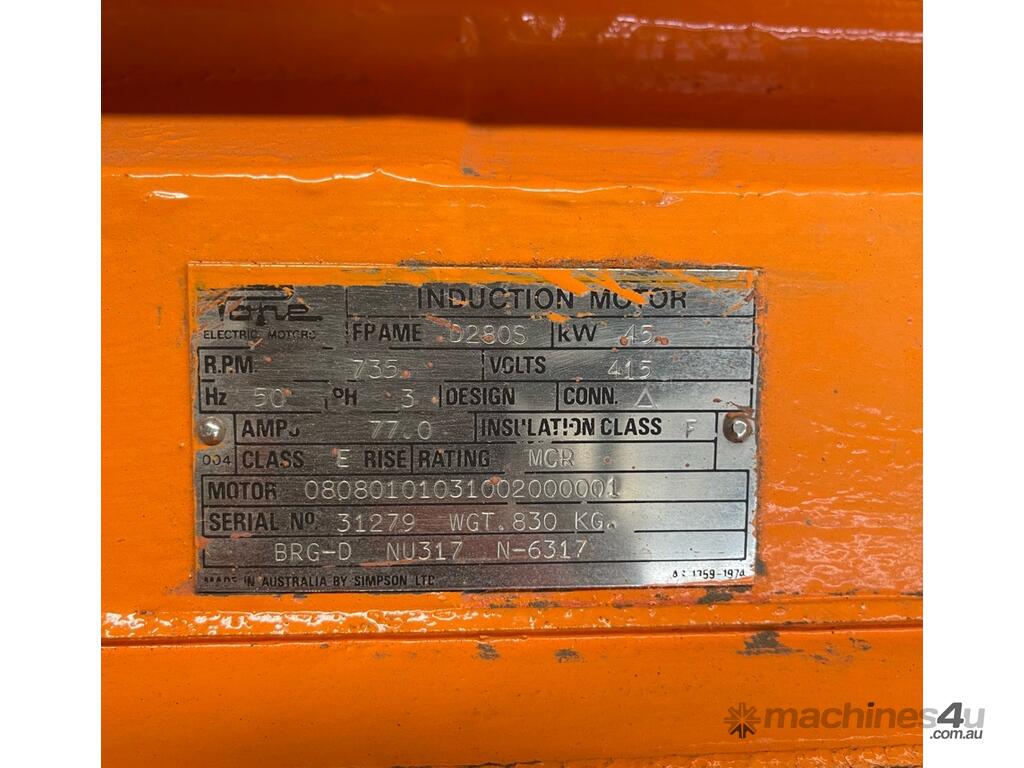 Pope INDUCTION MOTOR
ELECTRIC MOTORS FRAME D280S kW 45
R.P.M. 735 VOLTS 415
Hz 50 PH 3 DESIGN CONN. △
AMPS 77.0 INSULATION CLASS F
004 CLASS E RISE RATING MCR
MOTOR 08080101031002000001
SERIAL Nº 31279 WGT. 830 KG.
BRG-D NU317 N-6317
MADE IN AUSTRALIA BY SIMPSON LTD AS 1359-1974
machines4u
.com.au